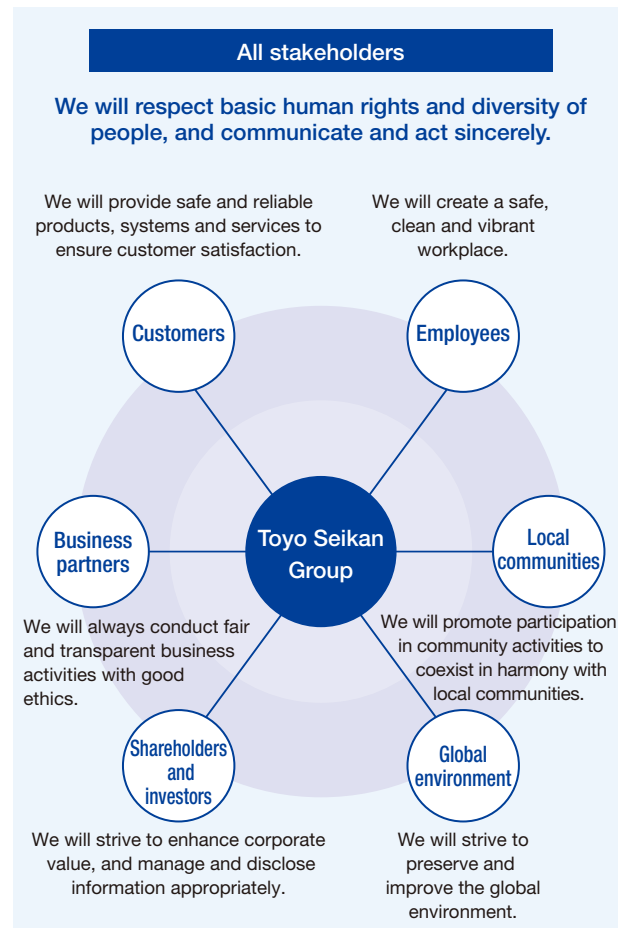 All stakeholders
We will respect basic human rights and diversity of
people, and communicate and act sincerely.
We will provide safe and reliable
products, systems and services to
ensure customer satisfaction.
We will create a safe,
clean and vibrant
workplace.
Customers
Employees
Business
partners
Toyo Seikan
Group
Local
communities
We will always conduct fair
and transparent business
activities with good
ethics.
We will promote participation
in community activities to
coexist in harmony with
local communities.
Shareholders
and
investors
Global
environment
We will strive to enhance corporate
value, and manage and disclose
information appropriately.
We will strive to
preserve and
improve the global
environment.